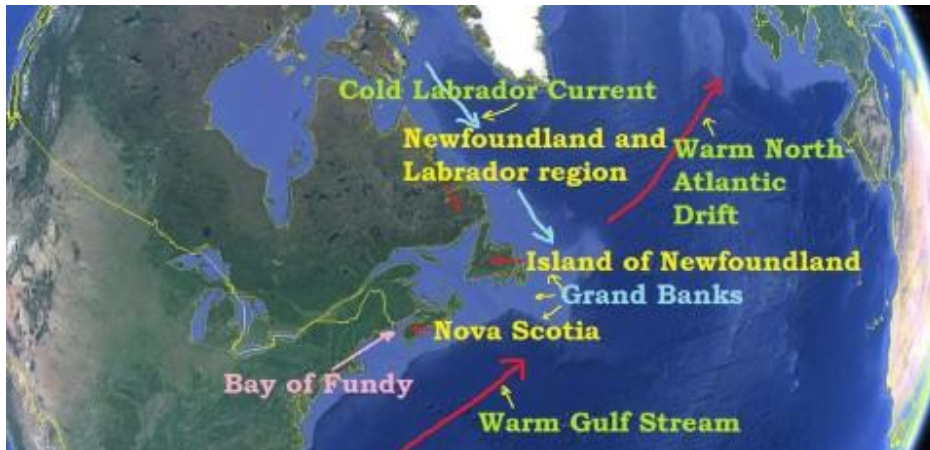 Cold Labrador Current
Newfoundland and
Labrador region
Warm North-
Atlantic
Drift
Island of Newfoundland
Grand Banks
Nova Scotia
Bay of Fundy
Warm Gulf Stream